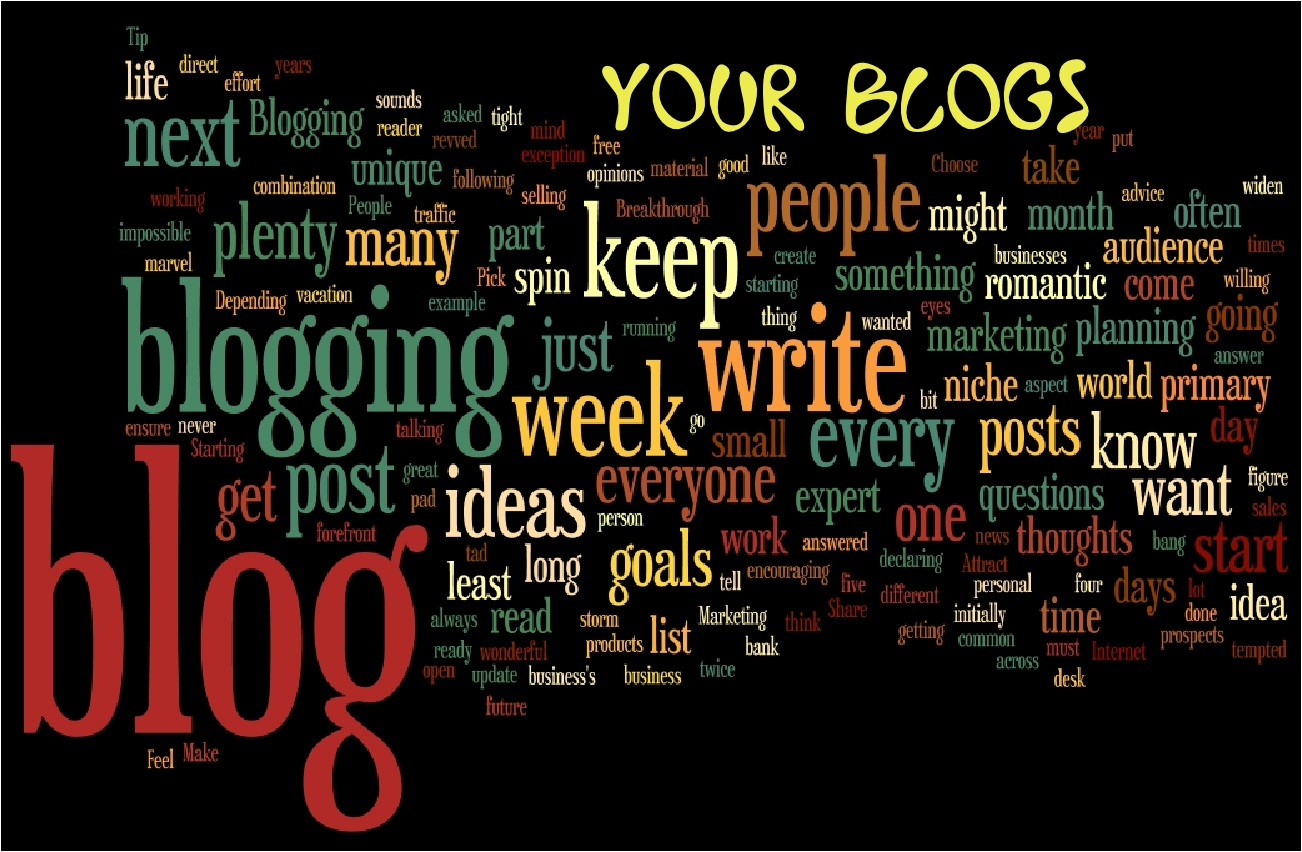 Tip
YOUR BLOGS
life direct effort years
next Blogging sounds reader asked revved tight mind exception free year put
unique following opinions material good like Choose take
working combination People traffic selling Breakthrough people might month advice often widen
impossible plenty many part keep create something businesses audience times
marvel Depending vacation example Pick spin starting romantic come willing
blogging just running thing write wanted eyes marketing planning going answer
ensure never talking week go small bit niche aspect world primary
Starting get post great pad ideas everyone every posts know day
forefront person expert questions want figure sales
blog tad least long goals work tell answered encouraging one declaring news thoughts bang start
always read storm products list Marketing think five Share different Attract personal initially four days lot done idea
ready wonderful bank getting common time must Internet prospects tempted
open update business's business twice across desk
future
Feel Make